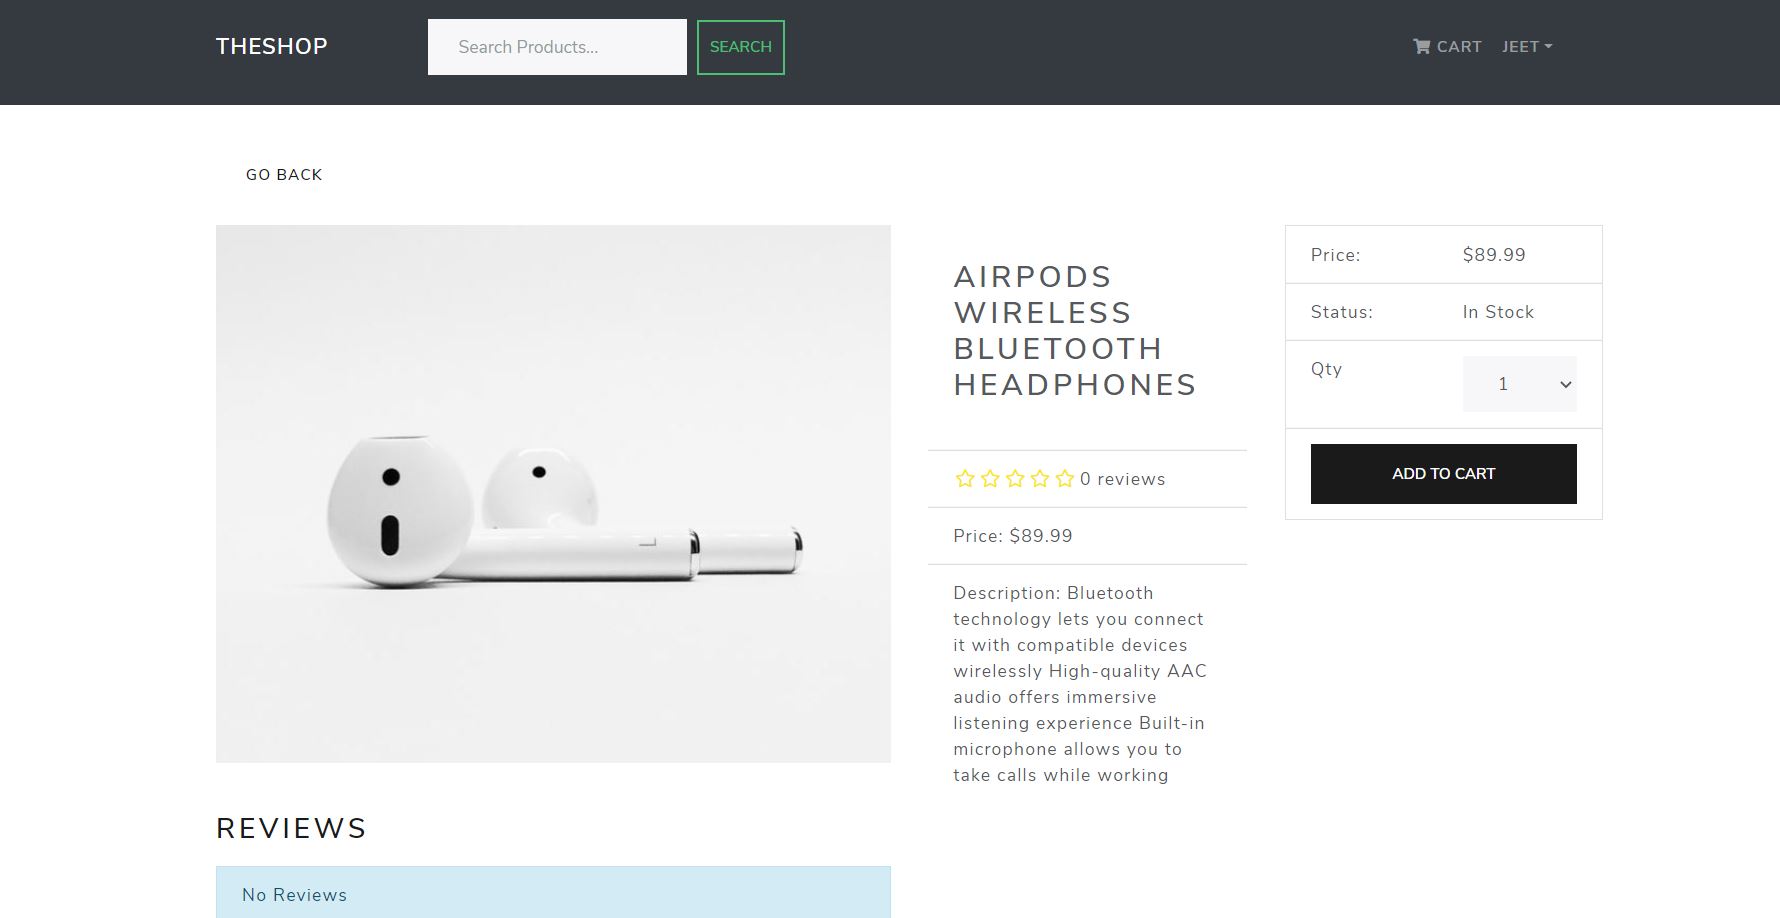 THESHOP
Search Products...
SEARCH
CART
JEET
GO BACK
AIRPODS
WIRELESS
BLUETOOTH
HEADPHONES
0 reviews
Price: $89.99
Description: Bluetooth
technology lets you connect
it with compatible devices
wirelessly High-quality AAC
audio offers immersive
listening experience Built-in
microphone allows you to
take calls while working
Price: $89.99
Status: In Stock
Qty 1
ADD TO CART
REVIEWS
No Reviews